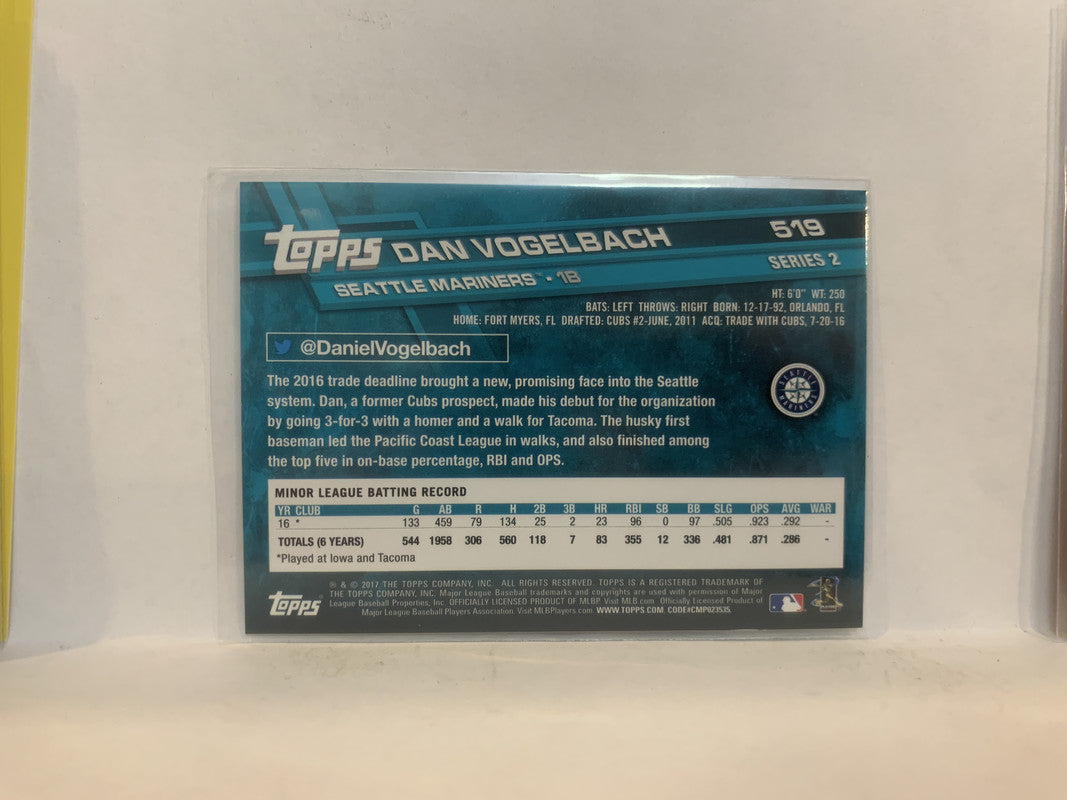 topps DAN VOGELBACH 519
SEATTLE MARINERS™ • 1B SERIES 2
HT: 6'0" WT: 250
BATS: LEFT THROWS: RIGHT BORN: 12-17-92, ORLANDO, FL
HOME: FORT MYERS, FL DRAFTED: CUBS #2-JUNE, 2011 ACQ: TRADE WITH CUBS, 7-20-16
@DanielVogelbach
The 2016 trade deadline brought a new, promising face into the Seattle
system. Dan, a former Cubs prospect, made his debut for the organization
by going 3-for-3 with a homer and a walk for Tacoma. The husky first
baseman led the Pacific Coast League in walks, and also finished among
the top five in on-base percentage, RBI and OPS.
SEATTLE MARINERS
MINOR LEAGUE BATTING RECORD
YR CLUB G AB R H 2B 3B HR RBI SB BB SLG OPS AVG WAR
16 * 133 459 79 134 25 2 23 96 0 97 .505 .923 .292 -
TOTALS (6 YEARS) 544 1958 306 560 118 7 83 355 12 336 .481 .871 .286 -
*Played at Iowa and Tacoma
® & © 2017 THE TOPPS COMPANY, INC. ALL RIGHTS RESERVED. TOPPS IS A REGISTERED TRADEMARK OF
THE TOPPS COMPANY, INC. Major League Baseball trademarks and copyrights are used with permission of Major
League Baseball Properties, Inc. OFFICIALLY LICENSED PRODUCT OF MLBP Visit MLB.com Officially Licensed Product of
Major League Baseball Players Association. Visit MLBPlayers.com. WWW.TOPPS.COM CODE#CMP023535
topps